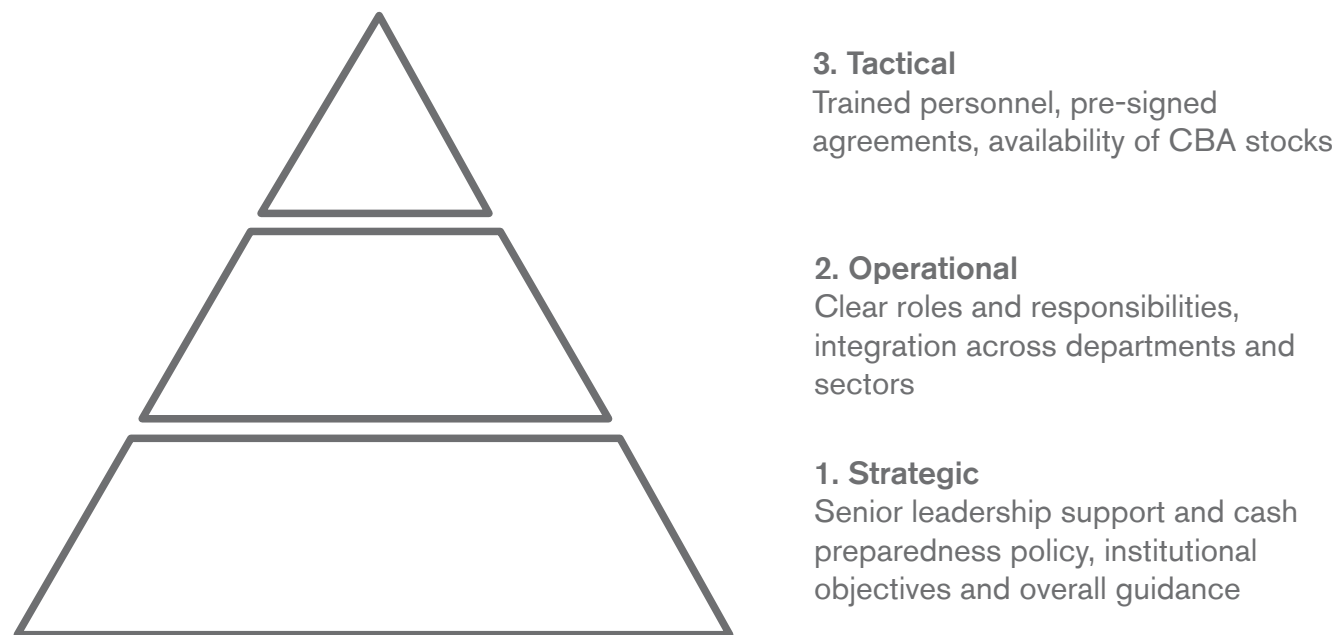 3. Tactical
Trained personnel, pre-signed
agreements, availability of CBA stocks
2. Operational
Clear roles and responsibilities,
integration across departments and
sectors
1. Strategic
Senior leadership support and cash
preparedness policy, institutional
objectives and overall guidance